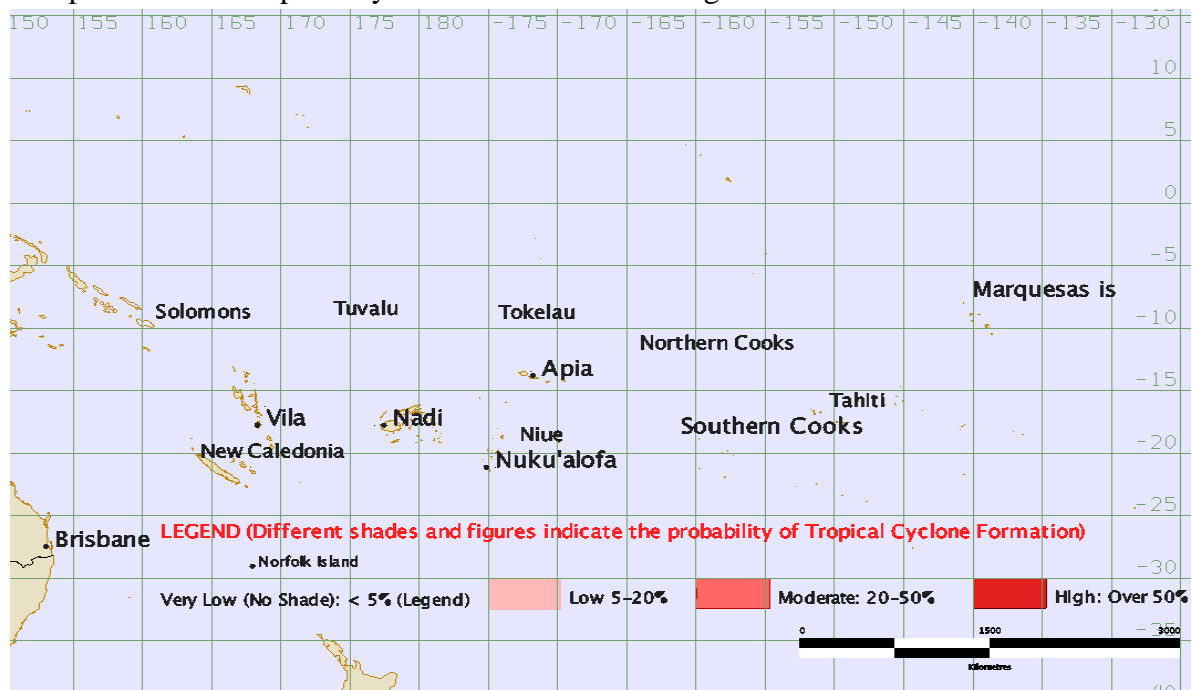 150 155 160 165 170 175 180 -175 -170 -165 -160 -155 -150 -145 -140 -135 -130
10
5
0
-5
Marquesas is
Solomons Tuvalu Tokelau
-10
Northern Cooks
Apia
-15
Tahiti
Vila Nadi Southern Cooks
Niue
New Caledonia -20
Nuku'alofa
-25
LEGEND (Different shades and figures indicate the probability of Tropical Cyclone Formation)
Brisbane
Norfolk Island
-30
Very Low (No Shade): < 5% (Legend) Low 5-20% Moderate: 20-50% High: Over 50%
0 1500 3000
-35
Kilometres